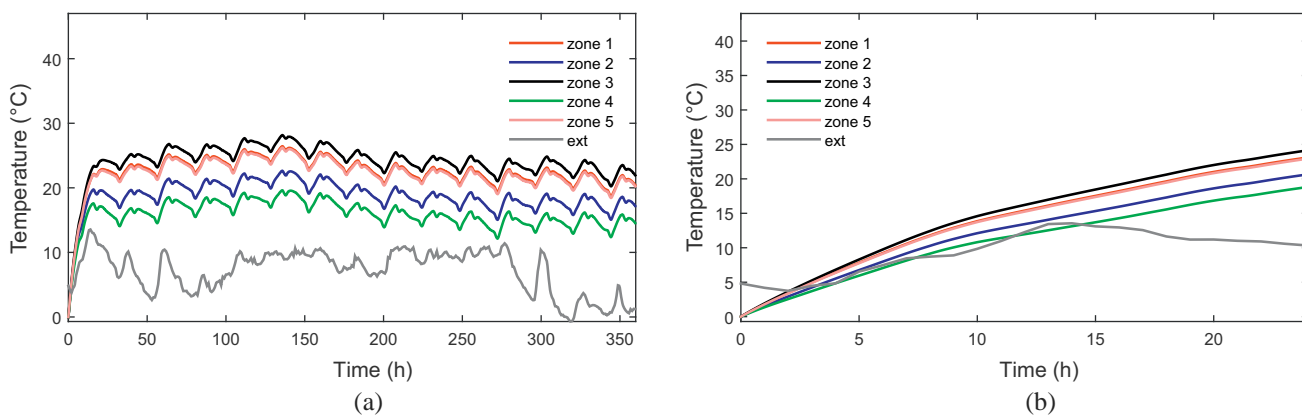 40
30
20
10
0
Temperature (°C)
zone 1
zone 2
zone 3
zone 4
zone 5
ext
0 50 100 150 200 250 300 350
Time (h)
(a)
40
35
30
25
20
15
10
5
0
Temperature (°C)
zone 1
zone 2
zone 3
zone 4
zone 5
ext
0 5 10 15 20
Time (h)
(b)